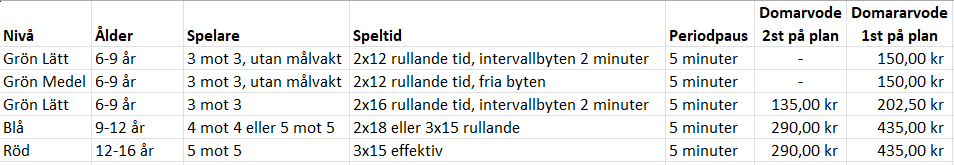 Domarvode Domararvode
Nivå Ålder Spelare Speltid Periodpaus 2st på plan 1st på plan
Grön Lätt 6-9 år 3 mot 3, utan målvakt 2x12 rullande tid, intervallbyten 2 minuter 5 minuter - 150,00 kr
Grön Medel 6-9 år 3 mot 3, utan målvakt 2x12 rullande tid, fria byten 5 minuter - 150,00 kr
Grön Lätt 6-9 år 3 mot 3 2x16 rullande tid, intervallbyten 2 minuter 5 minuter 135,00 kr 202,50 kr
Blå 9-12 år 4 mot 4 eller 5 mot 5 2x18 eller 3x15 rullande 5 minuter 290,00 kr 435,00 kr
Röd 12-16 år 5 mot 5 3x15 effektiv 5 minuter 290,00 kr 435,00 kr